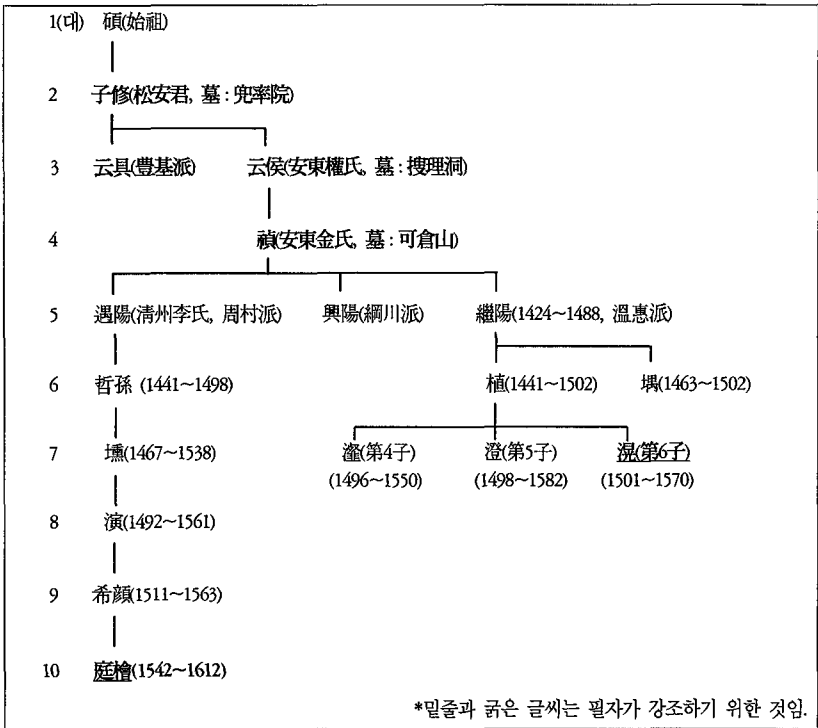 1(대) 碩(始祖)
2 子修(松安君, 墓 : 兜率院)
3 云具(豊基派) 云侯(安東權氏, 墓 : 搜理洞)
4 禎(安東金氏, 墓 : 可倉山)
5 遇陽(淸州李氏, 周村派) 興陽(綱川派) 繼陽(1424~1488, 溫惠派)
6 哲孫 (1441~1498) 植(1441~1502) 堣(1463~1502)
7 壎(1467~1538) 瀣(第4子) 澄(第5子) 滉(第6子)
(1496~1550) (1498~1582) (1501~1570)
8 演(1492~1561)
9 希顔(1511~1563)
10 庭檜(1542~1612)
*밑줄과 굵은 글씨는 필자가 강조하기 위한 것임.